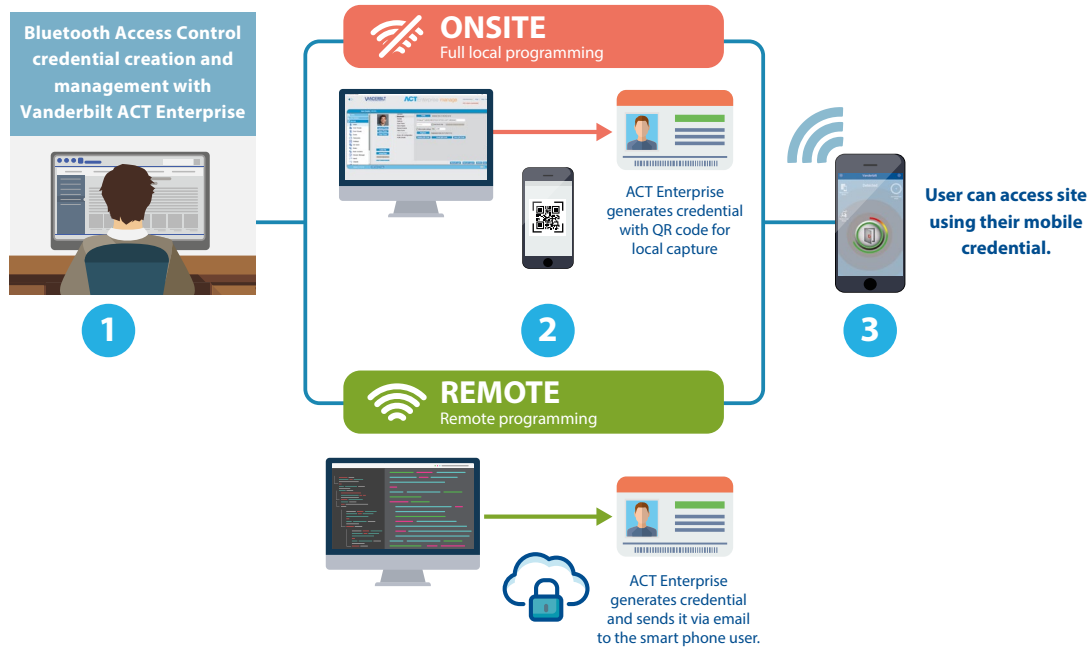 Bluetooth Access Control
credential creation and
management with
Vanderbilt ACT Enterprise
1
ONSITE
Full local programming
VANDERBILT
ACT
ACT Enterprise
generates credential
with QR code for
local capture
2
REMOTE
Remote programming
ACT Enterprise
generates credential
and sends it via email
to the smart phone user.
3
User can access site
using their mobile
credential.